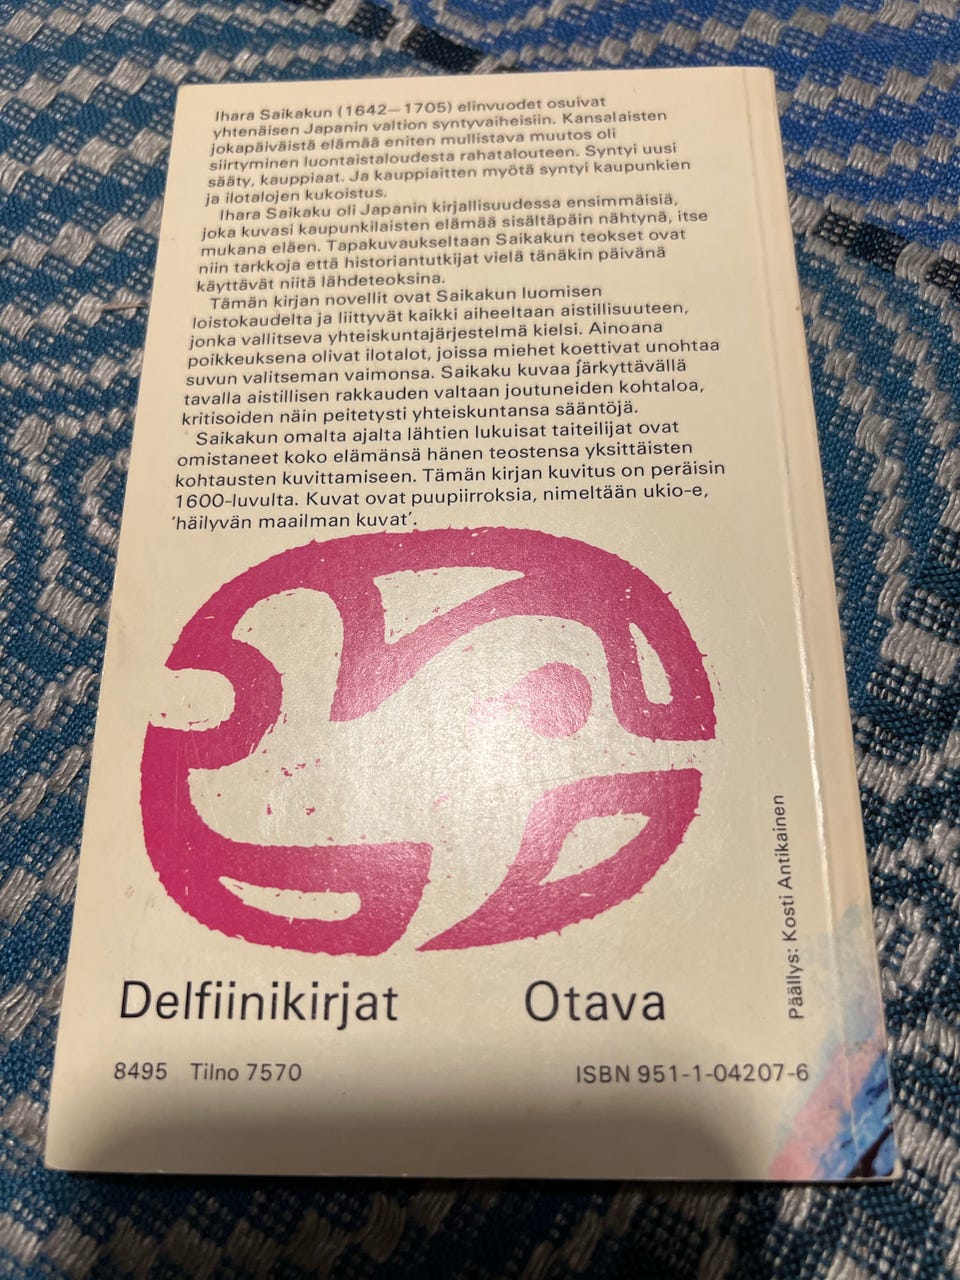 Ihara Saikakun (1642–1705) elinvuodet osuivat
yhtenäisen Japanin valtion syntyvaiheisiin. Kansalaisten
jokapäiväistä elämää eniten mullistava muutos oli
siirtyminen luontaistaloudesta rahatalouteen. Syntyi uusi
sääty, kauppiaat. Ja kauppiaitten myötä syntyi kaupunkien
ja ilotalojen kukoistus.
Ihara Saikaku oli Japanin kirjallisuudessa ensimmäisiä,
joka kuvasi kaupunkilaisten elämää sisältäpäin nähtynä, itse
mukana eläen. Tapakuvaukseltaan Saikakun teokset ovat
niin tarkkoja että historiantutkijat vielä tänäkin päivänä
käyttävät niitä lähdeteoksina.
Tämän kirjan novellit ovat Saikakun luomisen
loistokaudelta ja liittyvät kaikki aiheeltaan aistillisuuteen,
jonka vallitseva yhteiskuntajärjestelmä kielsi. Ainoana
poikkeuksena olivat ilotalot, joissa miehet koettivat unohtaa
suvun valitseman vaimonsa. Saikaku kuvaa järkyttävällä
tavalla aistillisen rakkauden valtaan joutuneiden kohtaloa,
kritisoiden näin peitetysti yhteiskuntansa sääntöjä.
Saikakun omalta ajalta lähtien lukuisat taiteilijat ovat
omistaneet koko elämänsä hänen teostensa yksittäisten
kohtausten kuvittamiseen. Tämän kirjan kuvitus on peräisin
1600-luvulta. Kuvat ovat puupiirroksia, nimeltään ukio-e,
'häilyvän maailman kuvat'.
Päällys: Kosti Antikainen
Delfiinikirjat Otava
8495 Tilno 7570 ISBN 951-1-04207-6